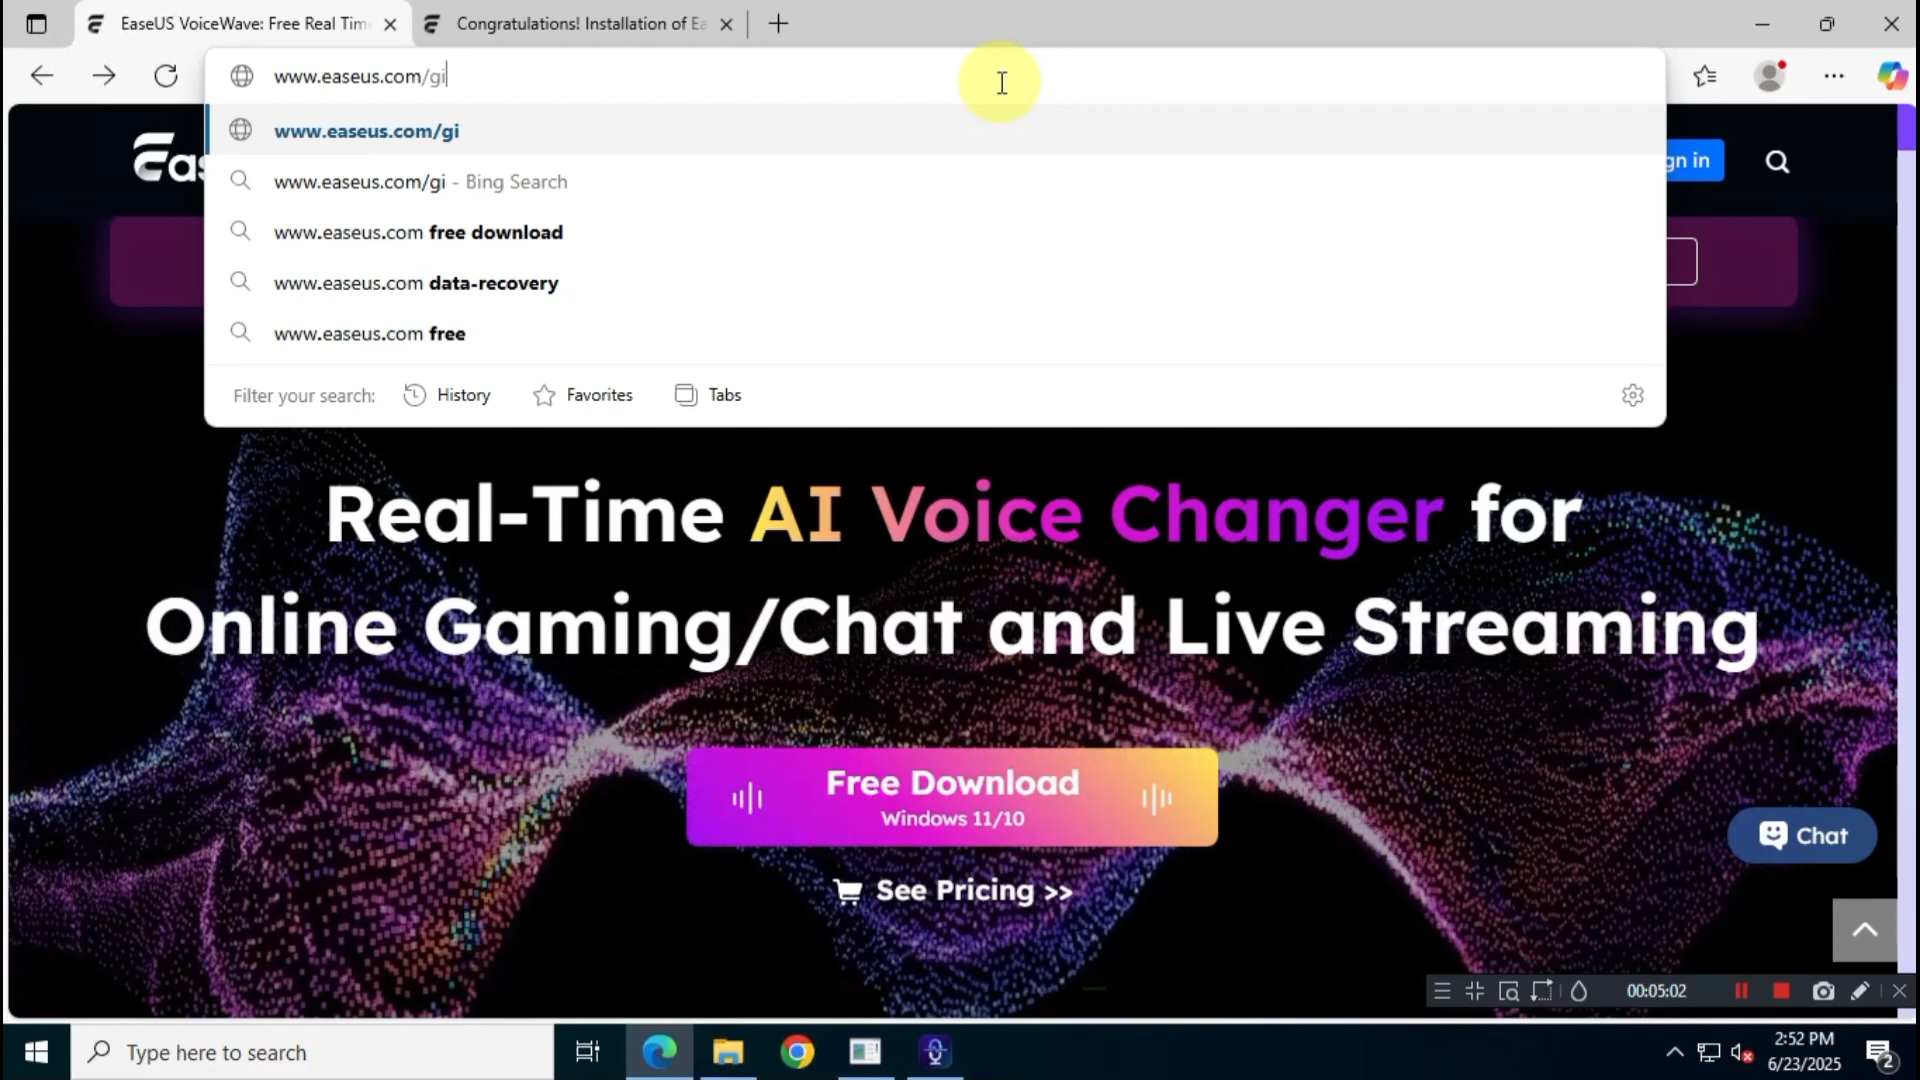 EaseUS VoiceWave: Free Real Tim
Congratulations! Installation of Ea
www.easeus.com/gi
www.easeus.com/gi
www.easeus.com/gi - Bing Search
www.easeus.com free download
www.easeus.com data-recovery
www.easeus.com free
Filter your search: History Favorites Tabs
Eas
gn in
Real-Time AI Voice Changer for
Online Gaming/Chat and Live Streaming
Free Download
Windows 11/10
See Pricing >>
Chat
00:05:02
Type here to search
2:52 PM
6/23/2025
2